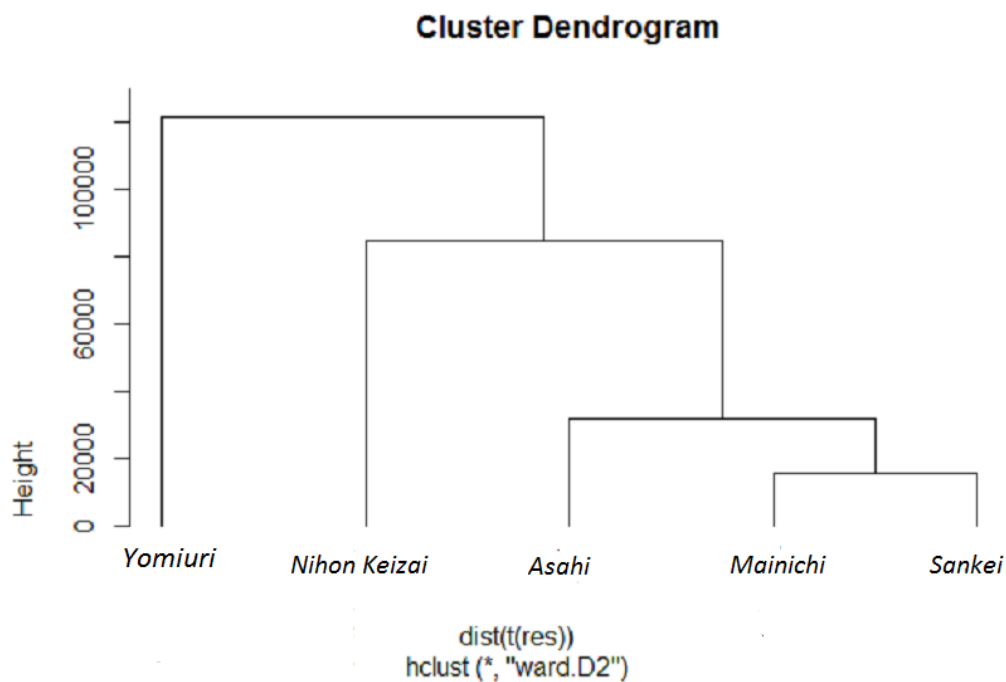 Cluster Dendrogram
Height
0
20000
60000
100000
Yomiuri
Nihon Keizai
Asahi
Mainichi
Sankei
dist(t(res))
hclust (*, "ward.D2")